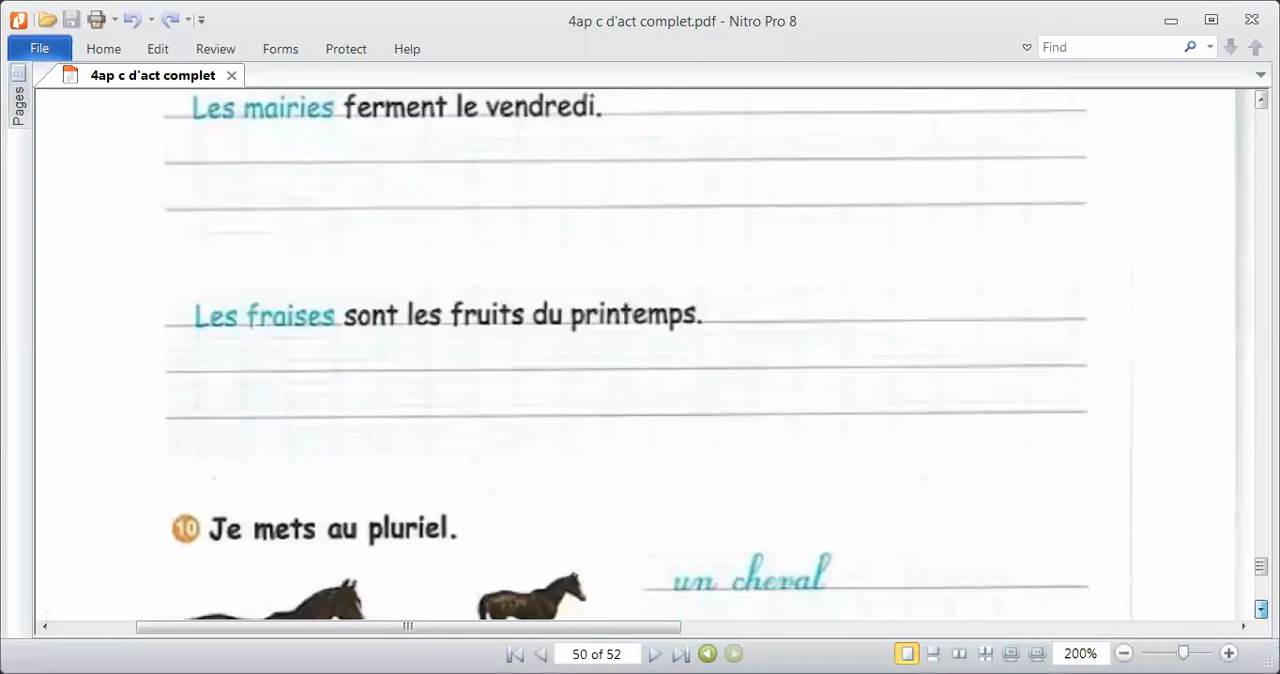 4ap c d'act complet.pdf - Nitro Pro 8
File Home Edit Review Forms Protect Help
Find
4ap c d'act complet
Pages
Les mairies ferment le vendredi.
Les fraises sont les fruits du printemps.
10 Je mets au pluriel.
un cheval
50 of 52
200%